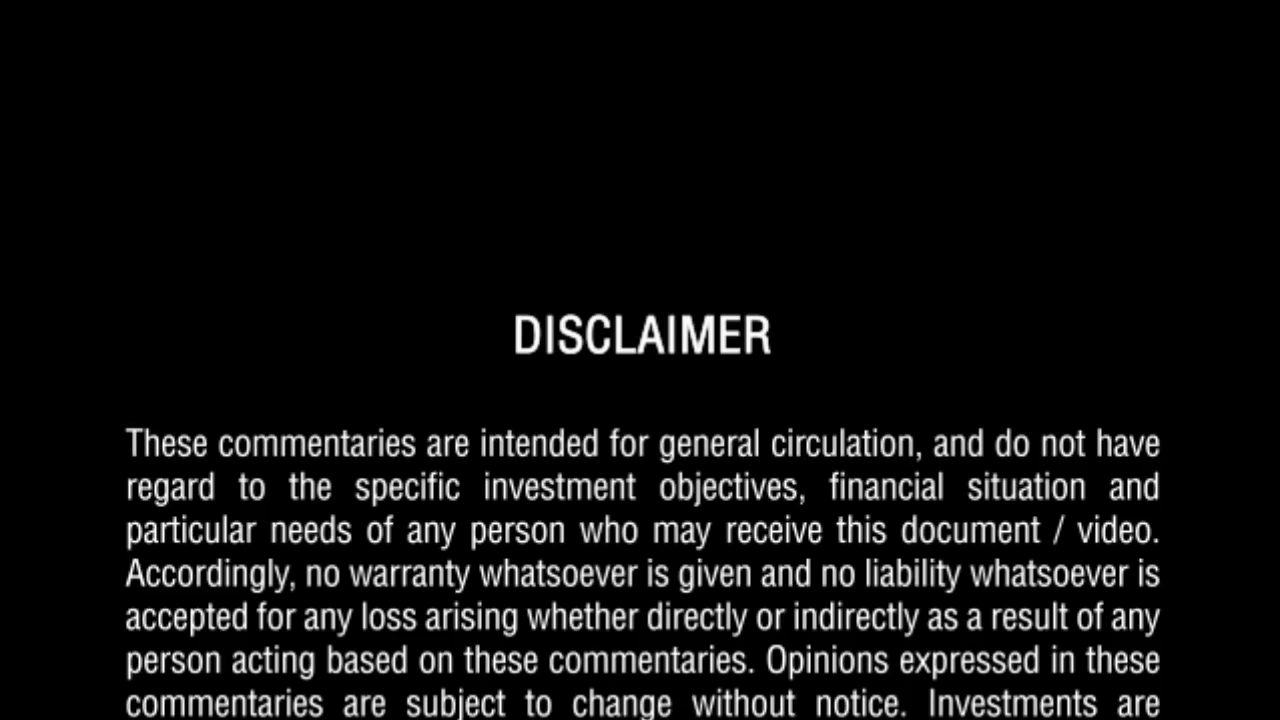 DISCLAIMER
These commentaries are intended for general circulation, and do not have
regard to the specific investment objectives, financial situation and
particular needs of any person who may receive this document / video.
Accordingly, no warranty whatsoever is given and no liability whatsoever is
accepted for any loss arising whether directly or indirectly as a result of any
person acting based on these commentaries. Opinions expressed in these
commentaries are subject to change without notice. Investments are